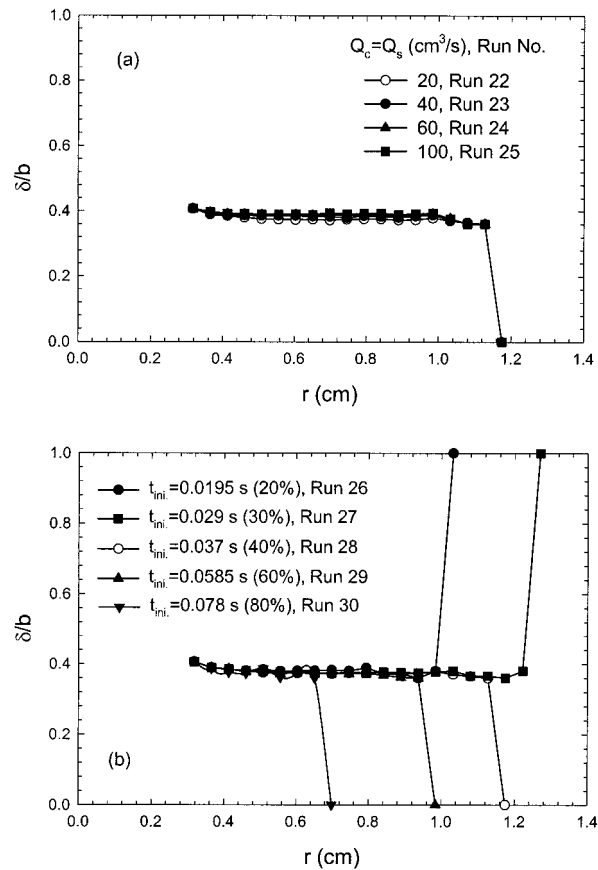 1.0
(a)
Q_c=Q_s (cm³/s), Run No.
20, Run 22
40, Run 23
60, Run 24
100, Run 25
0.8
0.6
0.4
0.2
0.0
δ/b
0.0 0.2 0.4 0.6 0.8 1.0 1.2 1.4
r (cm)
1.0
t_ini.=0.0195 s (20%), Run 26
t_ini.=0.029 s (30%), Run 27
t_ini.=0.037 s (40%), Run 28
t_ini.=0.0585 s (60%), Run 29
t_ini.=0.078 s (80%), Run 30
0.8
0.6
0.4
0.2
0.0
δ/b
(b)
0.0 0.2 0.4 0.6 0.8 1.0 1.2 1.4
r (cm)